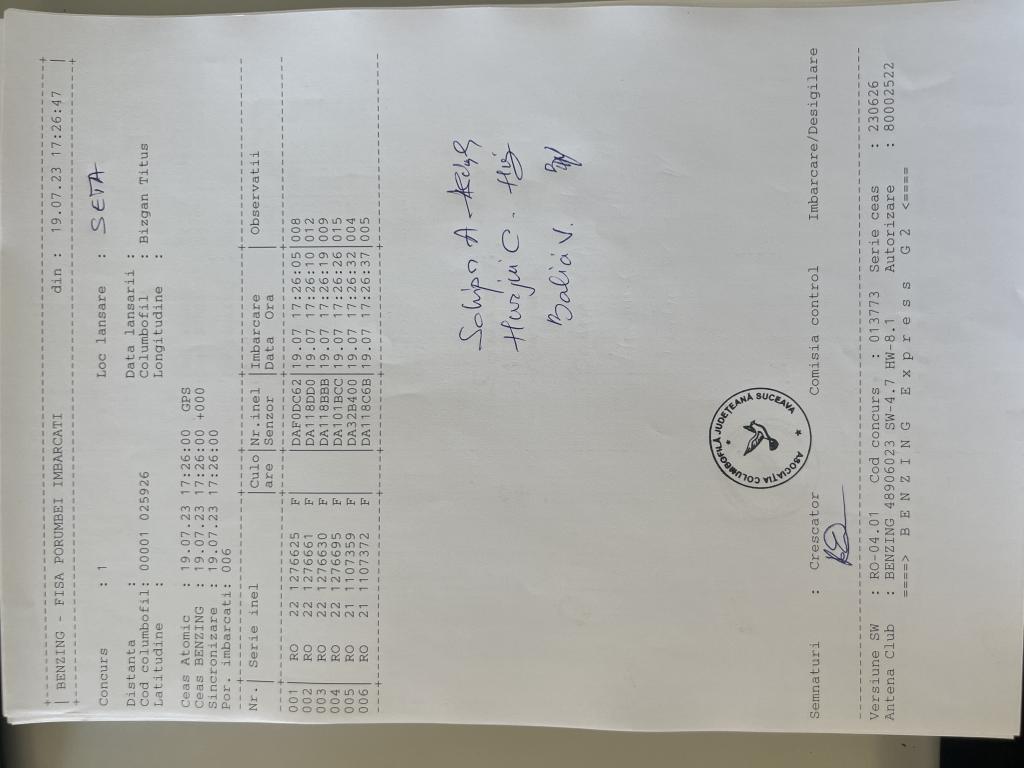 | BENZING - FISA PORUMBEI IMBARCATI din : 19.07.23 17:26:47 |
Concurs : 1 Loc lansare : SETA
Distanta : Data lansarii :
Cod columbofil: 00001 025926 Columbofil : Bizgan Titus
Latitudine : Longitudine :
Ceas Atomic : 19.07.23 17:26:00 GPS
Ceas BENZING : 19.07.23 17:26:00 +000
Sincronizare : 19.07.23 17:26:00
Por. imbarcati: 006
Nr.| Serie inel |Culo|Nr.inel |Imbarcare | Observatii
| |are |Senzor |Data Ora |
001 | RO 22 1276625 F | |DAF0DC62|19.07 17:26:05|008
002 | RO 22 1276661 F | |DA118DD0|19.07 17:26:10|012
003 | RO 22 1276630 F | |DA118BBB|19.07 17:26:19|009
004 | RO 22 1276695 F | |DA101BCC|19.07 17:26:26|015
005 | RO 21 1107359 F | |DA32B400|19.07 17:26:32|004
006 | RO 21 1107372 F | |DA118C6B|19.07 17:26:37|005
A
C.
Balia V.
ASOCIAȚIA COLUMBOFILĂ JUDEȚEANĂ SUCEAVA
Semnaturi : Crescator Comisia control Imbarcare/Desigilare
Versiune SW : RO-04.01 Cod concurs : 013773 Serie ceas : 230626
Antena Club : BENZING 48906023 SW-4.7 HW-8.1 Autorizare : 80002522
====> B E N Z I N G E x p r e s s G 2 <====